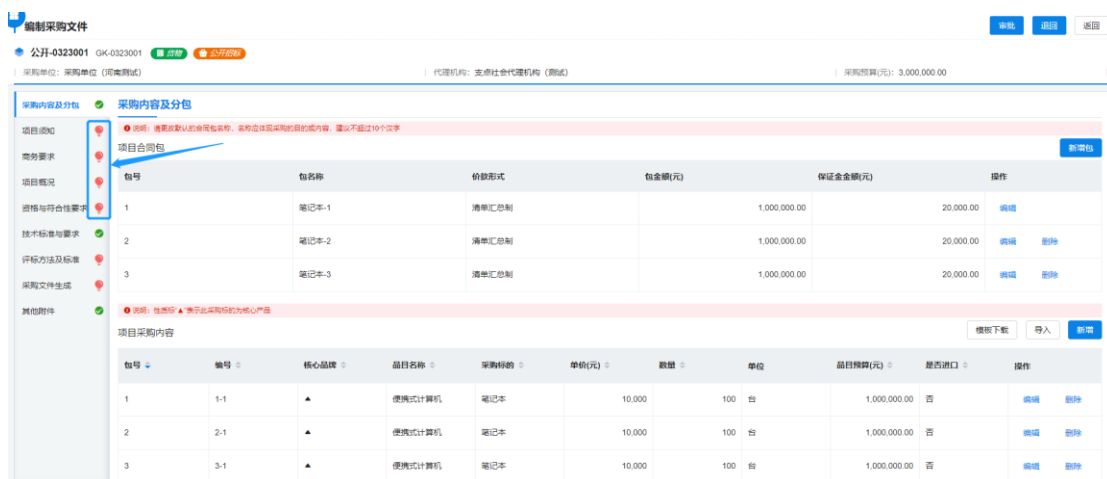 编制采购文件
审批 退回 返回
公开-0323001 GK-0323001 货物 公开招标
采购单位：采购单位（河南测试） 代理机构：支点社会代理机构（测试） 采购预算(元)：3,000,000.00
采购内容及分包
项目须知
商务要求
项目概况
资格与符合性要求
技术标准与要求
评标方法及标准
采购文件生成
其他附件
采购内容及分包
说明：请更改默认的合同包名称，名称应体现采购的目的或内容，建议不超过10个汉字
项目合同包 新增包
包号 包名称 价款形式 包金额(元) 保证金金额(元) 操作
1 笔记本-1 清单汇总制 1,000,000.00 20,000.00 编辑
2 笔记本-2 清单汇总制 1,000,000.00 20,000.00 编辑 删除
3 笔记本-3 清单汇总制 1,000,000.00 20,000.00 编辑 删除
说明：性质标"▲"表示此采购标的为核心产品
项目采购内容 模板下载 导入 新增
包号 编号 核心品牌 品目名称 采购标的 单价(元) 数量 单位 品目预算(元) 是否进口 操作
1 1-1 ▲ 便携式计算机 笔记本 10,000 100 台 1,000,000.00 否 编辑 删除
2 2-1 ▲ 便携式计算机 笔记本 10,000 100 台 1,000,000.00 否 编辑 删除
3 3-1 ▲ 便携式计算机 笔记本 10,000 100 台 1,000,000.00 否 编辑 删除